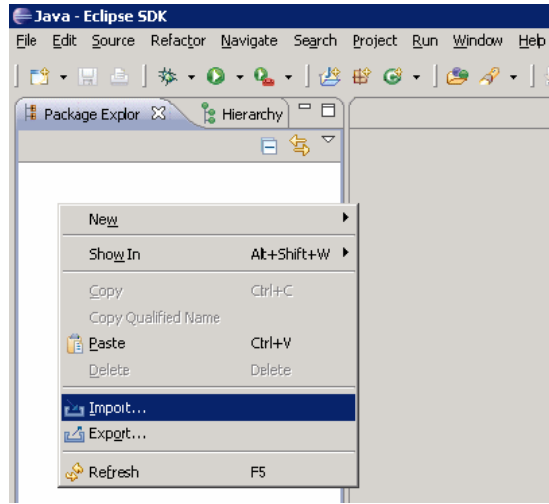 Java - Eclipse SDK
File Edit Source Refactor Navigate Search Project Run Window Help
Package Explor Hierarchy
New
Show In Alt+Shift+W
Copy Ctrl+C
Copy Qualified Name
Paste Ctrl+V
Delete Delete
Import...
Export...
Refresh F5